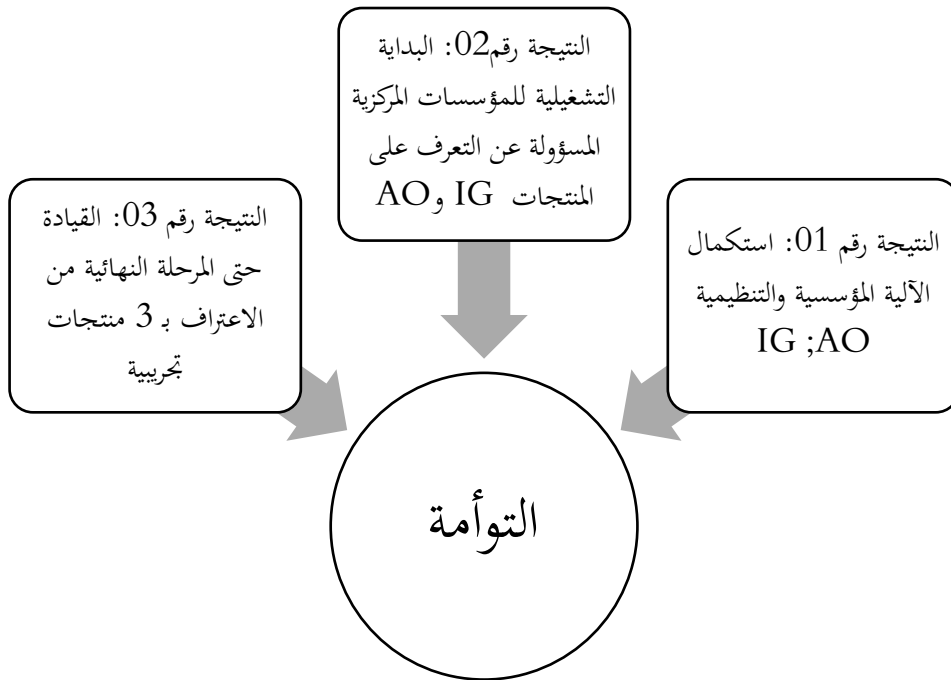 النتيجة رقم 01: استكمال
الآلية المؤسسية والتنظيمية
IG ;AO
النتيجة رقم02: البداية
التشغيلية للمؤسسات المركزية
المسؤولة عن التعرف على
المنتجات IG وAO
النتيجة رقم 03: القيادة
حتى المرحلة النهائية من
الاعتراف بـ 3 منتجات
تجريبية
التوأمة